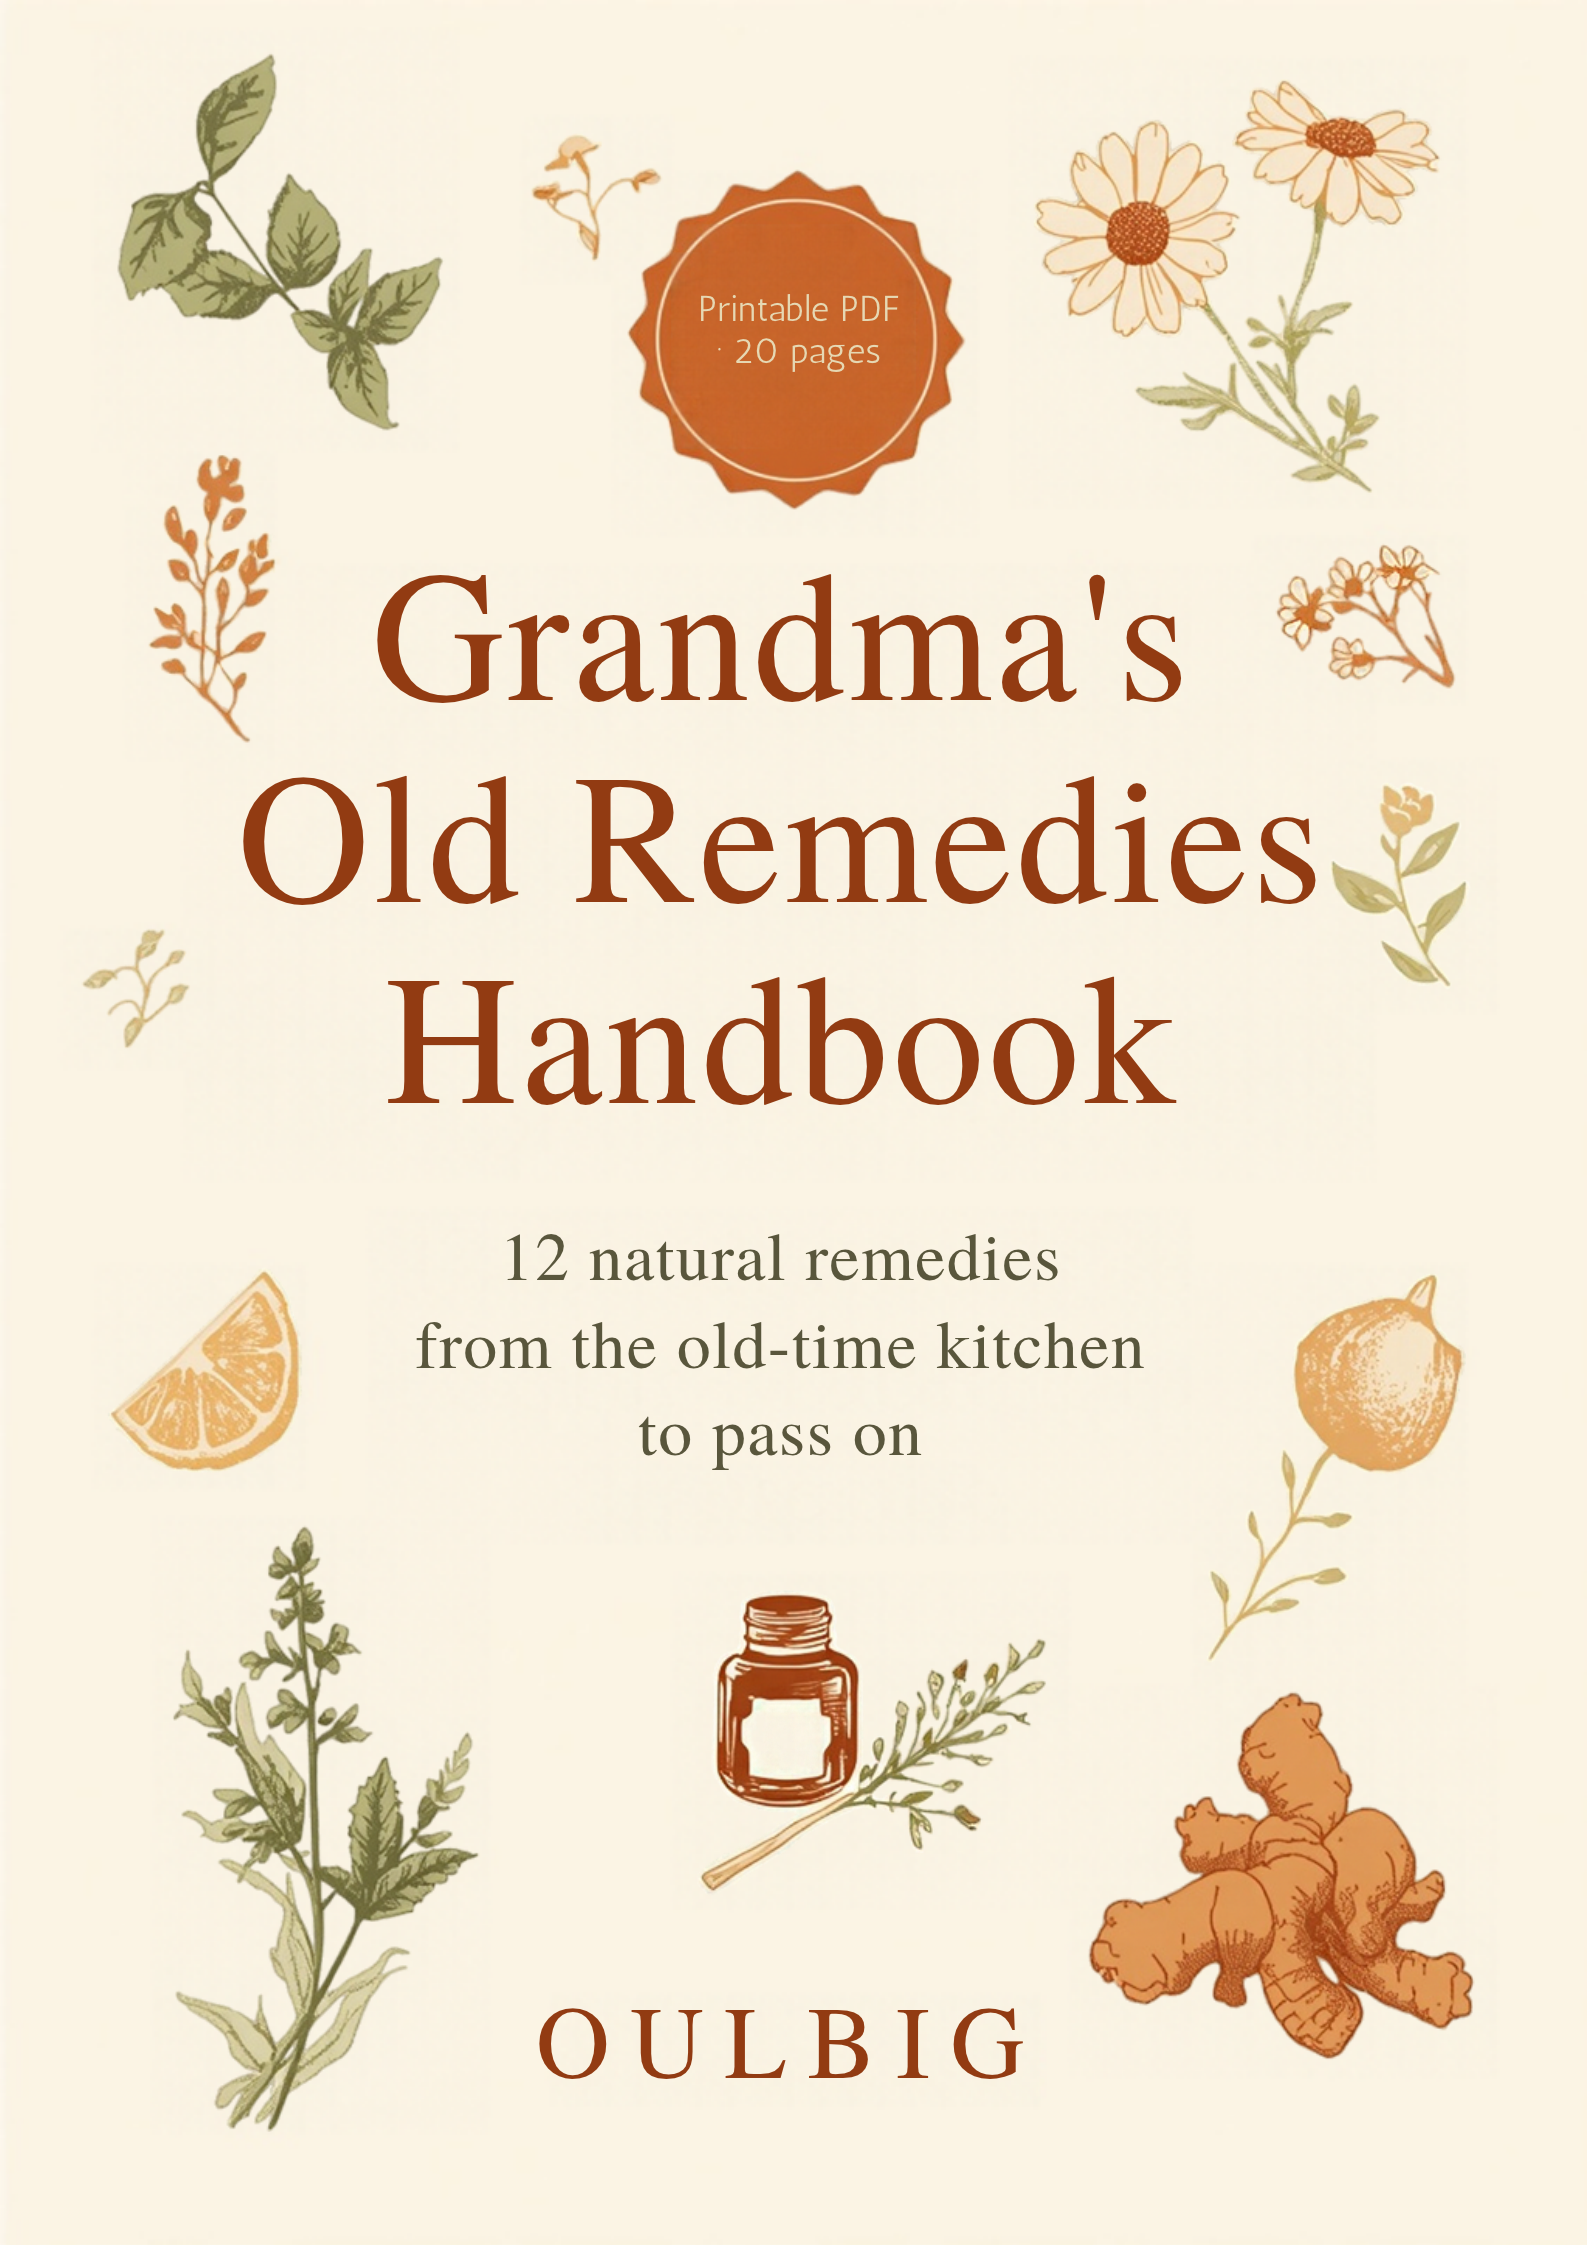 Printable PDF
· 20 pages
Grandma's
Old Remedies
Handbook
12 natural remedies
from the old-time kitchen
to pass on
OULBIG